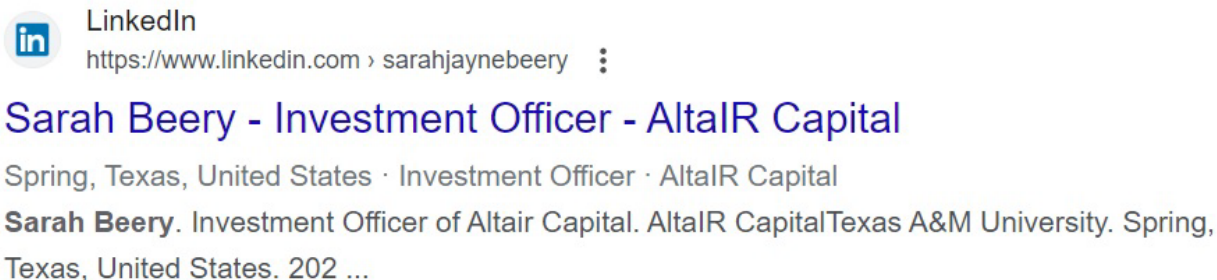 in
LinkedIn
https://www.linkedin.com › sarahjaynebeery
Sarah Beery - Investment Officer - AltaIR Capital
Spring, Texas, United States · Investment Officer · AltaIR Capital
Sarah Beery. Investment Officer of Altair Capital. AltaIR CapitalTexas A&M University. Spring,
Texas, United States. 202 ...